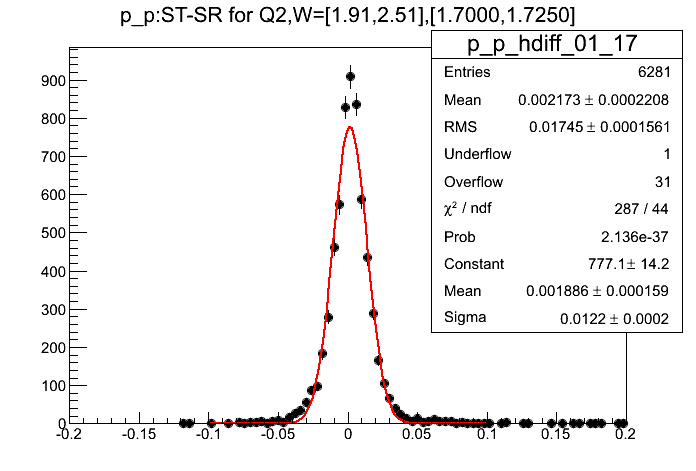 p_p:ST-SR for Q2,W=[1.91,2.51],[1.7000,1.7250]
p_p_hdiff_01_17
Entries 6281
Mean 0.002173 ± 0.0002208
RMS 0.01745 ± 0.0001561
Underflow 1
Overflow 31
χ² / ndf 287 / 44
Prob 2.136e-37
Constant 777.1± 14.2
Mean 0.001886 ± 0.000159
Sigma 0.0122 ± 0.0002
900
800
700
600
500
400
300
200
100
0
-0.2 -0.15 -0.1 -0.05 0 0.05 0.1 0.15 0.2